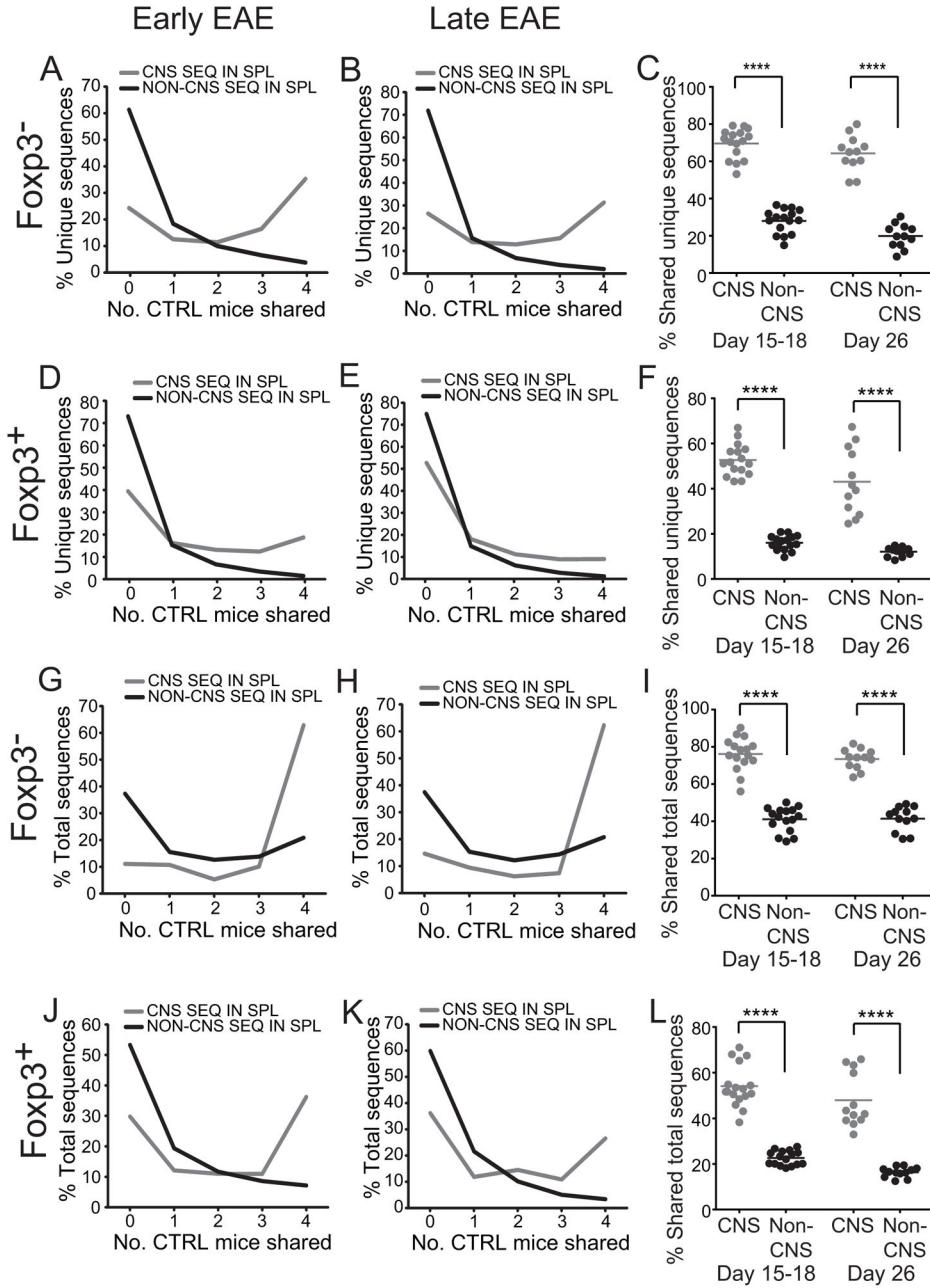 Early EAE
Late EAE
Foxp3-
A
CNS SEQ IN SPL
NON-CNS SEQ IN SPL
% Unique sequences
70
60
50
40
30
20
10
0
0 1 2 3 4
No. CTRL mice shared
B
CNS SEQ IN SPL
NON-CNS SEQ IN SPL
% Unique sequences
80
70
60
50
40
30
20
10
0
0 1 2 3 4
No. CTRL mice shared
C
% Shared unique sequences
100
80
60
40
20
0
**** ****
CNS Non- CNS Non-
CNS CNS
Day 15-18 Day 26
Foxp3+
D
CNS SEQ IN SPL
NON-CNS SEQ IN SPL
% Unique sequences
80
70
60
50
40
30
20
10
0
0 1 2 3 4
No. CTRL mice shared
E
CNS SEQ IN SPL
NON-CNS SEQ IN SPL
% Unique sequences
80
70
60
50
40
30
20
10
0
0 1 2 3 4
No. CTRL mice shared
F
% Shared unique sequences
80
60
40
20
0
**** ****
CNS Non- CNS Non-
CNS CNS
Day 15-18 Day 26
Foxp3-
G
CNS SEQ IN SPL
NON-CNS SEQ IN SPL
% Total sequences
70
60
50
40
30
20
10
0
0 1 2 3 4
No. CTRL mice shared
H
CNS SEQ IN SPL
NON-CNS SEQ IN SPL
% Total sequences
70
60
50
40
30
20
10
0
0 1 2 3 4
No. CTRL mice shared
I
% Shared total sequences
100
80
60
40
20
0
**** ****
CNS Non- CNS Non-
CNS CNS
Day 15-18 Day 26
Foxp3+
J
CNS SEQ IN SPL
NON-CNS SEQ IN SPL
% Total sequences
60
50
40
30
20
10
0
0 1 2 3 4
No. CTRL mice shared
K
CNS SEQ IN SPL
NON-CNS SEQ IN SPL
% Total sequences
80
70
60
50
40
30
20
10
0
0 1 2 3 4
No. CTRL mice shared
L
% Shared total sequences
80
60
40
20
0
**** ****
CNS Non- CNS Non-
CNS CNS
Day 15-18 Day 26